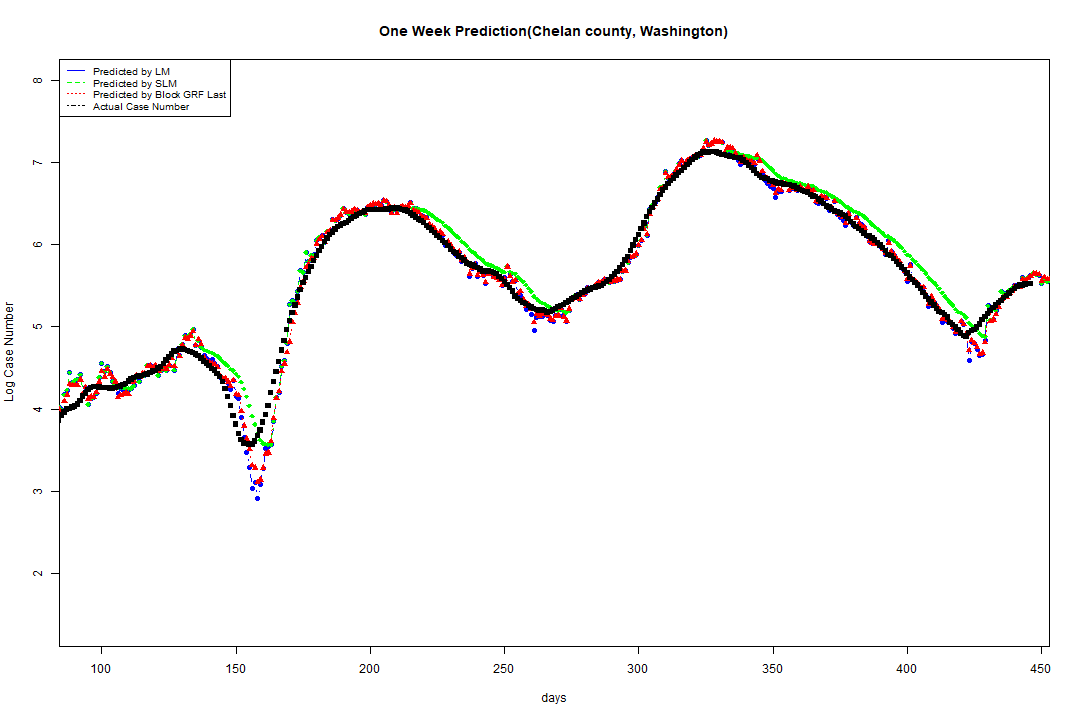 One Week Prediction(Chelan county, Washington)
Predicted by LM
Predicted by SLM
Predicted by Block GRF Last
Actual Case Number
Log Case Number
8
7
6
5
4
3
2
100 150 200 250 300 350 400 450
days